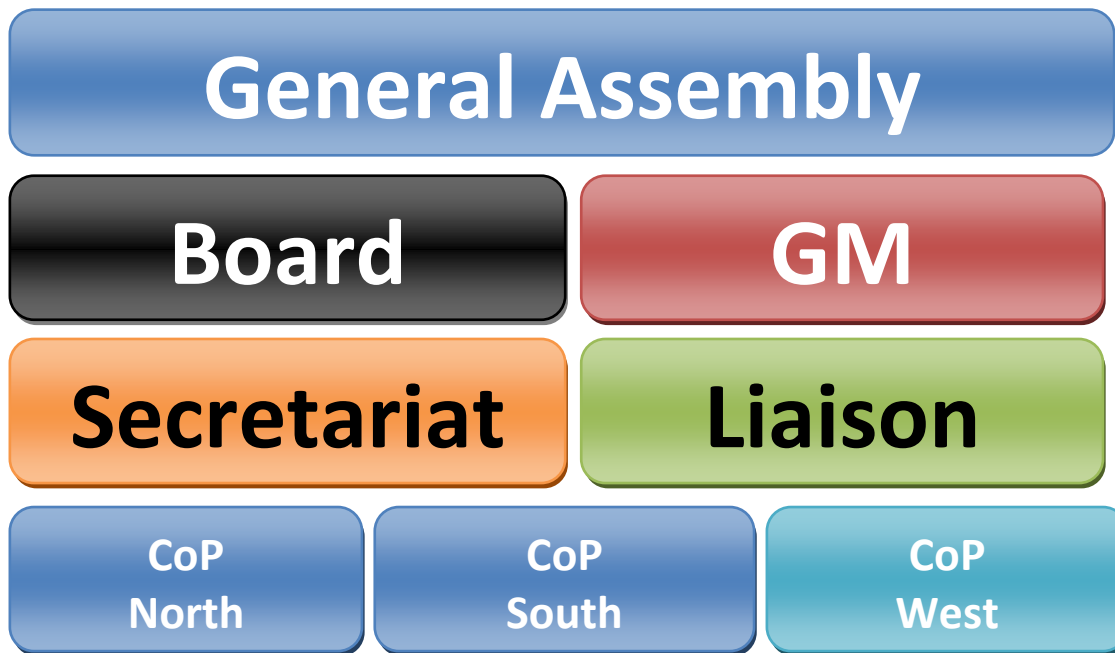 General Assembly
Board
GM
Secretariat
Liaison
CoP
North
CoP
South
CoP
West